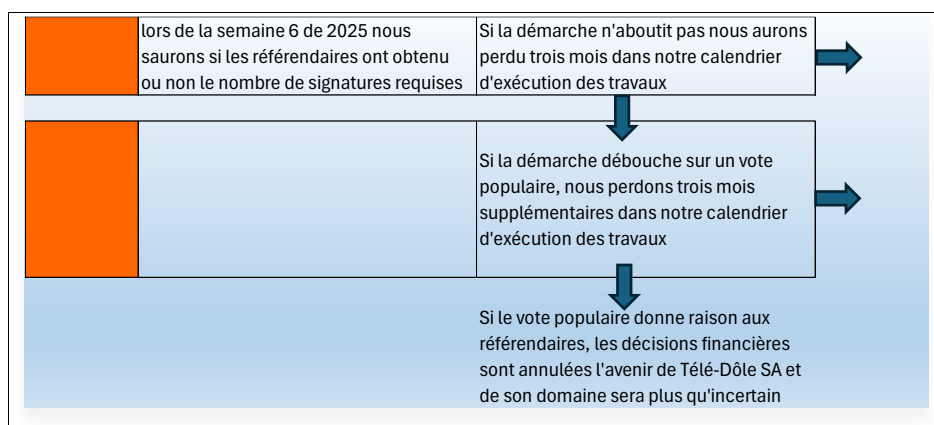 lors de la semaine 6 de 2025 nous
saurons si les référendaires ont obtenu
ou non le nombre de signatures requises
Si la démarche n'aboutit pas nous aurons
perdu trois mois dans notre calendrier
d'exécution des travaux
Si la démarche débouche sur un vote
populaire, nous perdons trois mois
supplémentaires dans notre calendrier
d'exécution des travaux
Si le vote populaire donne raison aux
référendaires, les décisions financières
sont annulées l'avenir de Télé-Dôle SA et
de son domaine sera plus qu'incertain